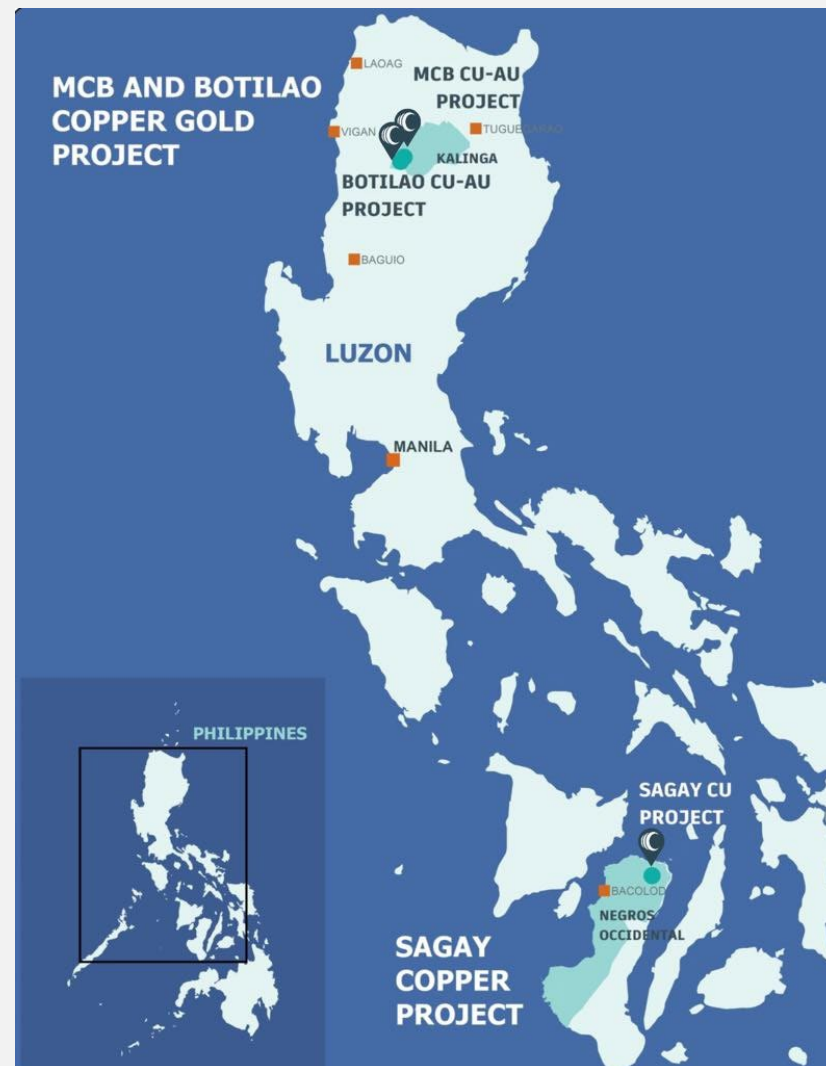 MCB AND BOTILAO
COPPER GOLD
PROJECT
LAOAG
MCB CU-AU
PROJECT
VIGAN
TUGUEGARAO
KALINGA
BOTILAO CU-AU
PROJECT
BAGUIO
LUZON
MANILA
PHILIPPINES
SAGAY CU
PROJECT
BACOLOD
NEGROS
OCCIDENTAL
SAGAY
COPPER
PROJECT